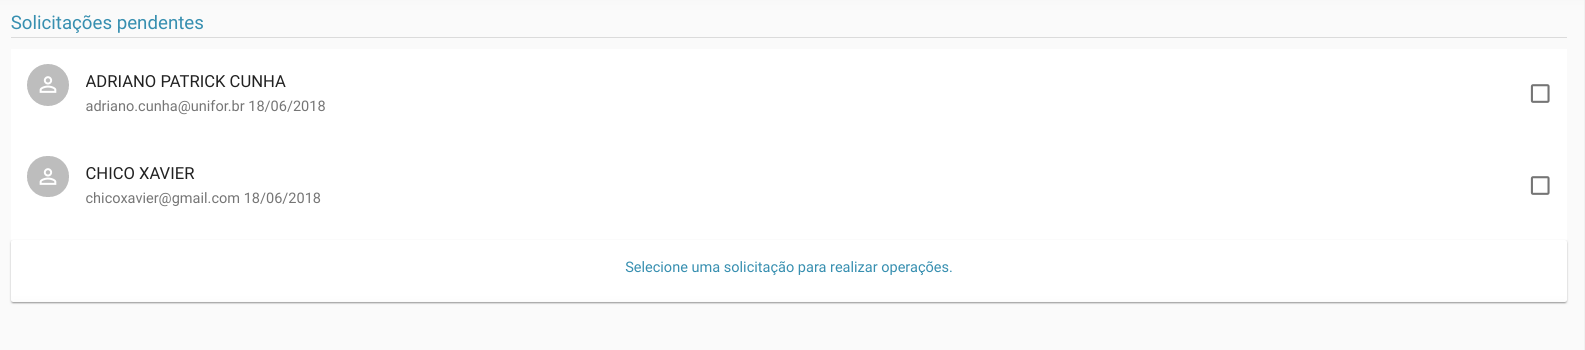 Solicitações pendentes
ADRIANO PATRICK CUNHA
adriano.cunha@unifor.br 18/06/2018
CHICO XAVIER
chicoxavier@gmail.com 18/06/2018
Selecione uma solicitação para realizar operações.